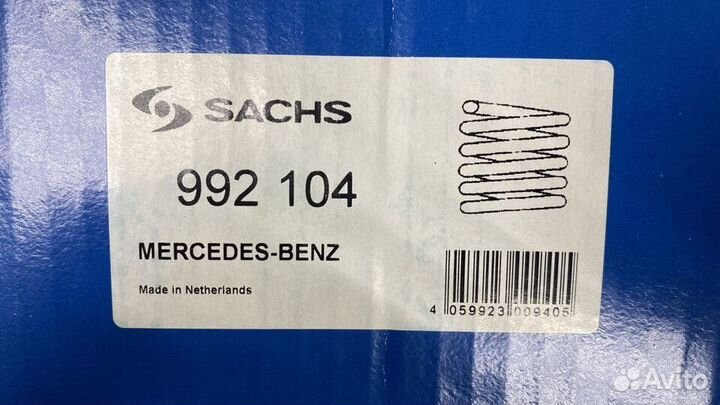 SACHS
992 104
MERCEDES-BENZ
Made in Netherlands
4 059923 009405
Avito